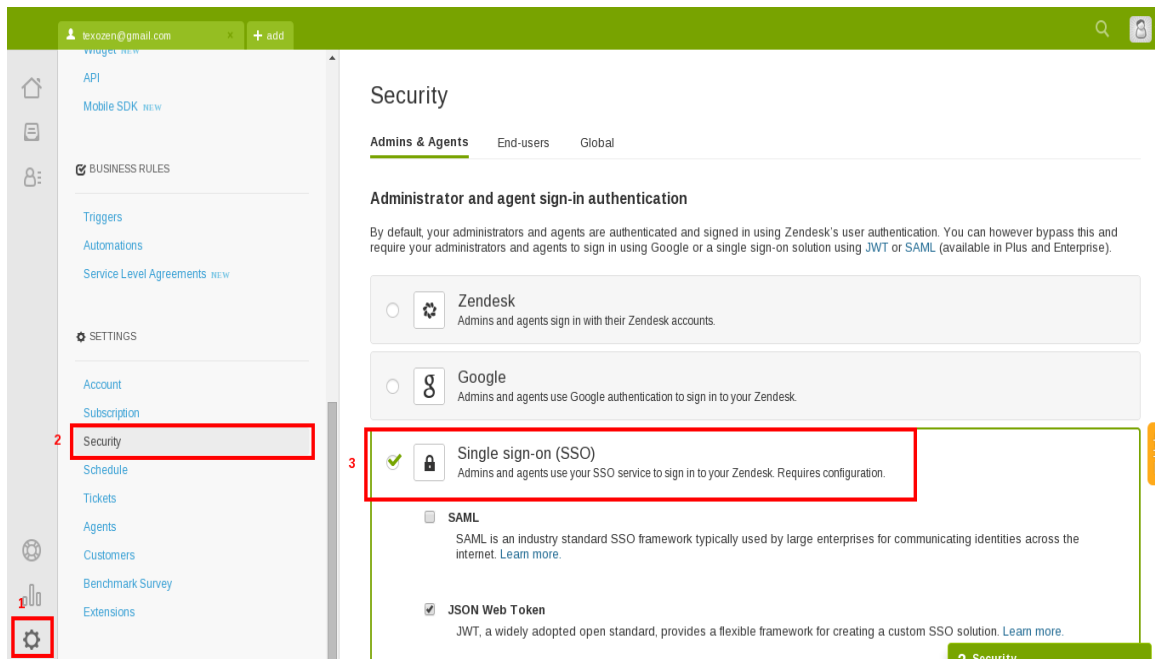 texozen@gmail.com x + add
Widget NEW
API
Mobile SDK NEW
BUSINESS RULES
Triggers
Automations
Service Level Agreements NEW
SETTINGS
Account
Subscription
2 Security
Schedule
Tickets
Agents
Customers
Benchmark Survey
Extensions
1
Security
Admins & Agents End-users Global
Administrator and agent sign-in authentication
By default, your administrators and agents are authenticated and signed in using Zendesk's user authentication. You can however bypass this and
require your administrators and agents to sign in using Google or a single sign-on solution using JWT or SAML (available in Plus and Enterprise).
Zendesk
Admins and agents sign in with their Zendesk accounts.
g Google
Admins and agents use Google authentication to sign in to your Zendesk.
3 Single sign-on (SSO)
Admins and agents use your SSO service to sign in to your Zendesk. Requires configuration.
SAML
SAML is an industry standard SSO framework typically used by large enterprises for communicating identities across the
internet. Learn more.
JSON Web Token
JWT, a widely adopted open standard, provides a flexible framework for creating a custom SSO solution. Learn more.
? Security